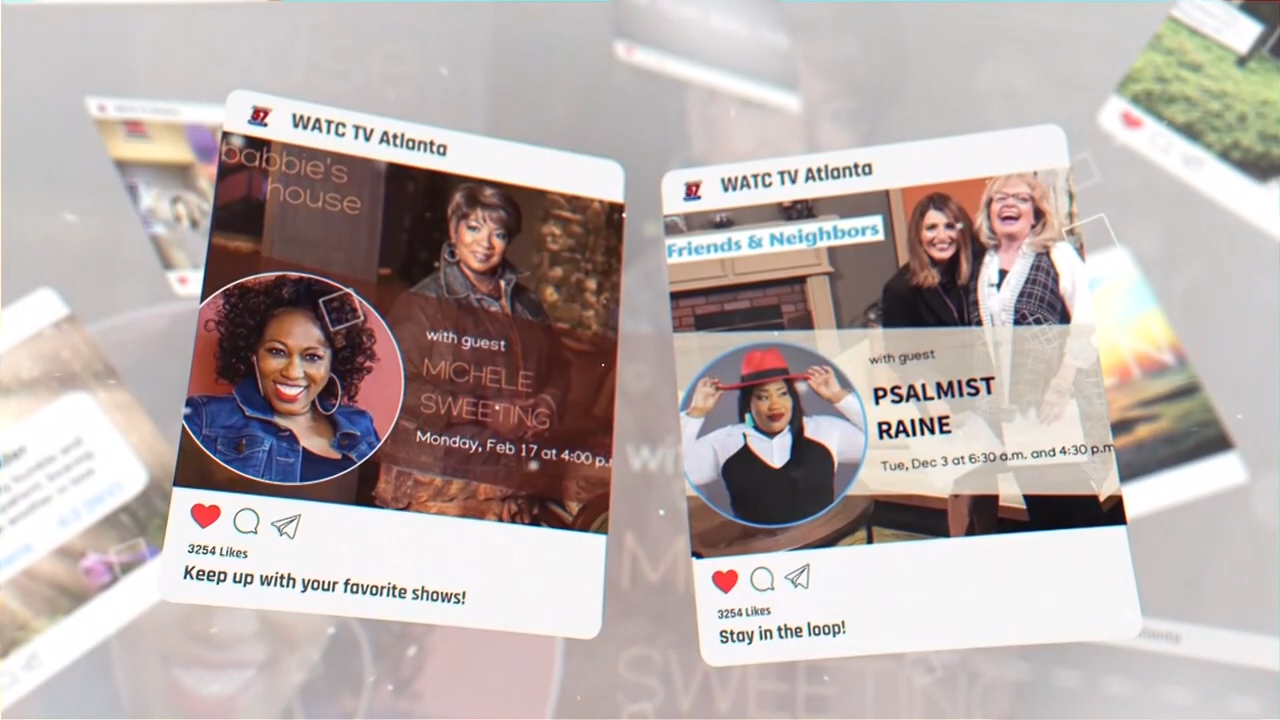 57 WATC TV Atlanta
babbie's
house
with guest
MICHELE
SWEETING
Monday, Feb 17 at 4:00 p.
3254 Likes
Keep up with your favorite shows!
57 WATC TV Atlanta
Friends & Neighbors
with guest
PSALMIST
RAINE
Tue, Dec 3 at 6:30 a.m. and 4:30 p.m
3254 Likes
Stay in the loop!
SWEETING